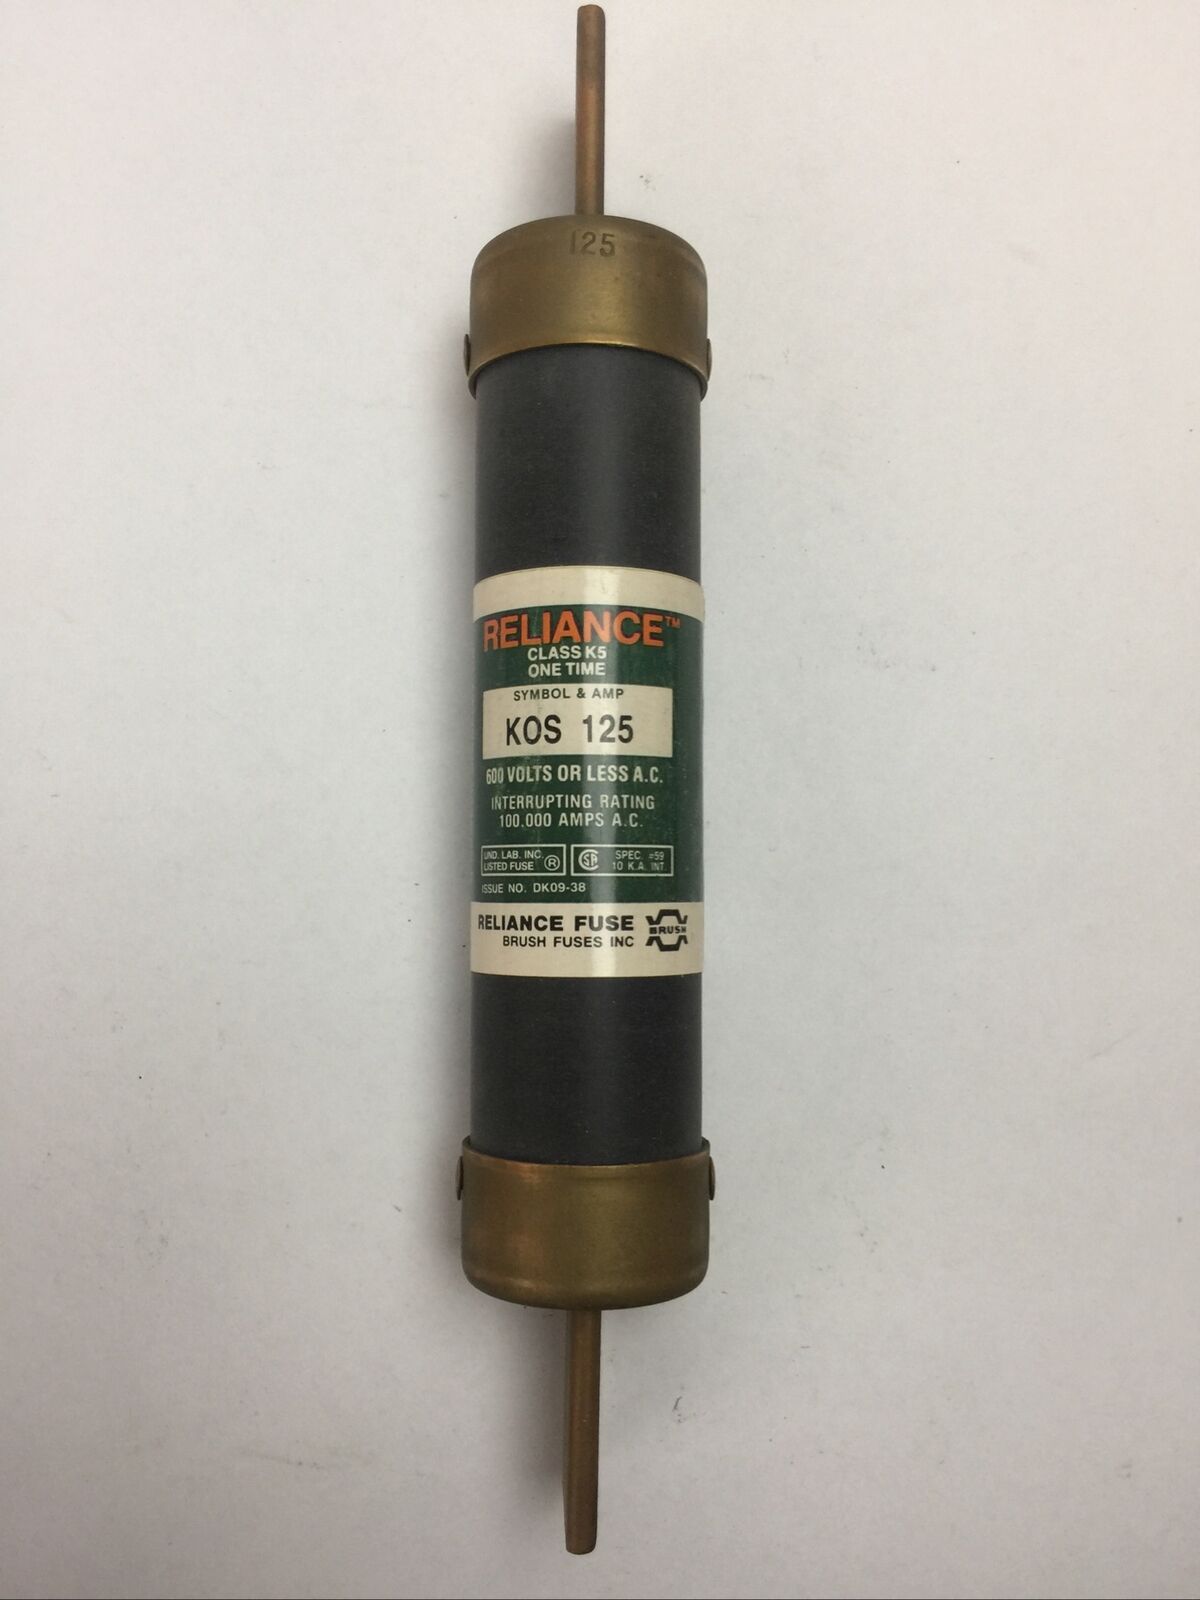 125
RELIANCE™
CLASS K5
ONE TIME
SYMBOL & AMP
KOS 125
600 VOLTS OR LESS A.C.
INTERRUPTING RATING
100,000 AMPS A.C.
UND. LAB. INC.
LISTED FUSE ®
SA
SPEC. =59
10 K.A. INT.
ISSUE NO. DK09-38
RELIANCE FUSE
BRUSH FUSES INC
BRUSH